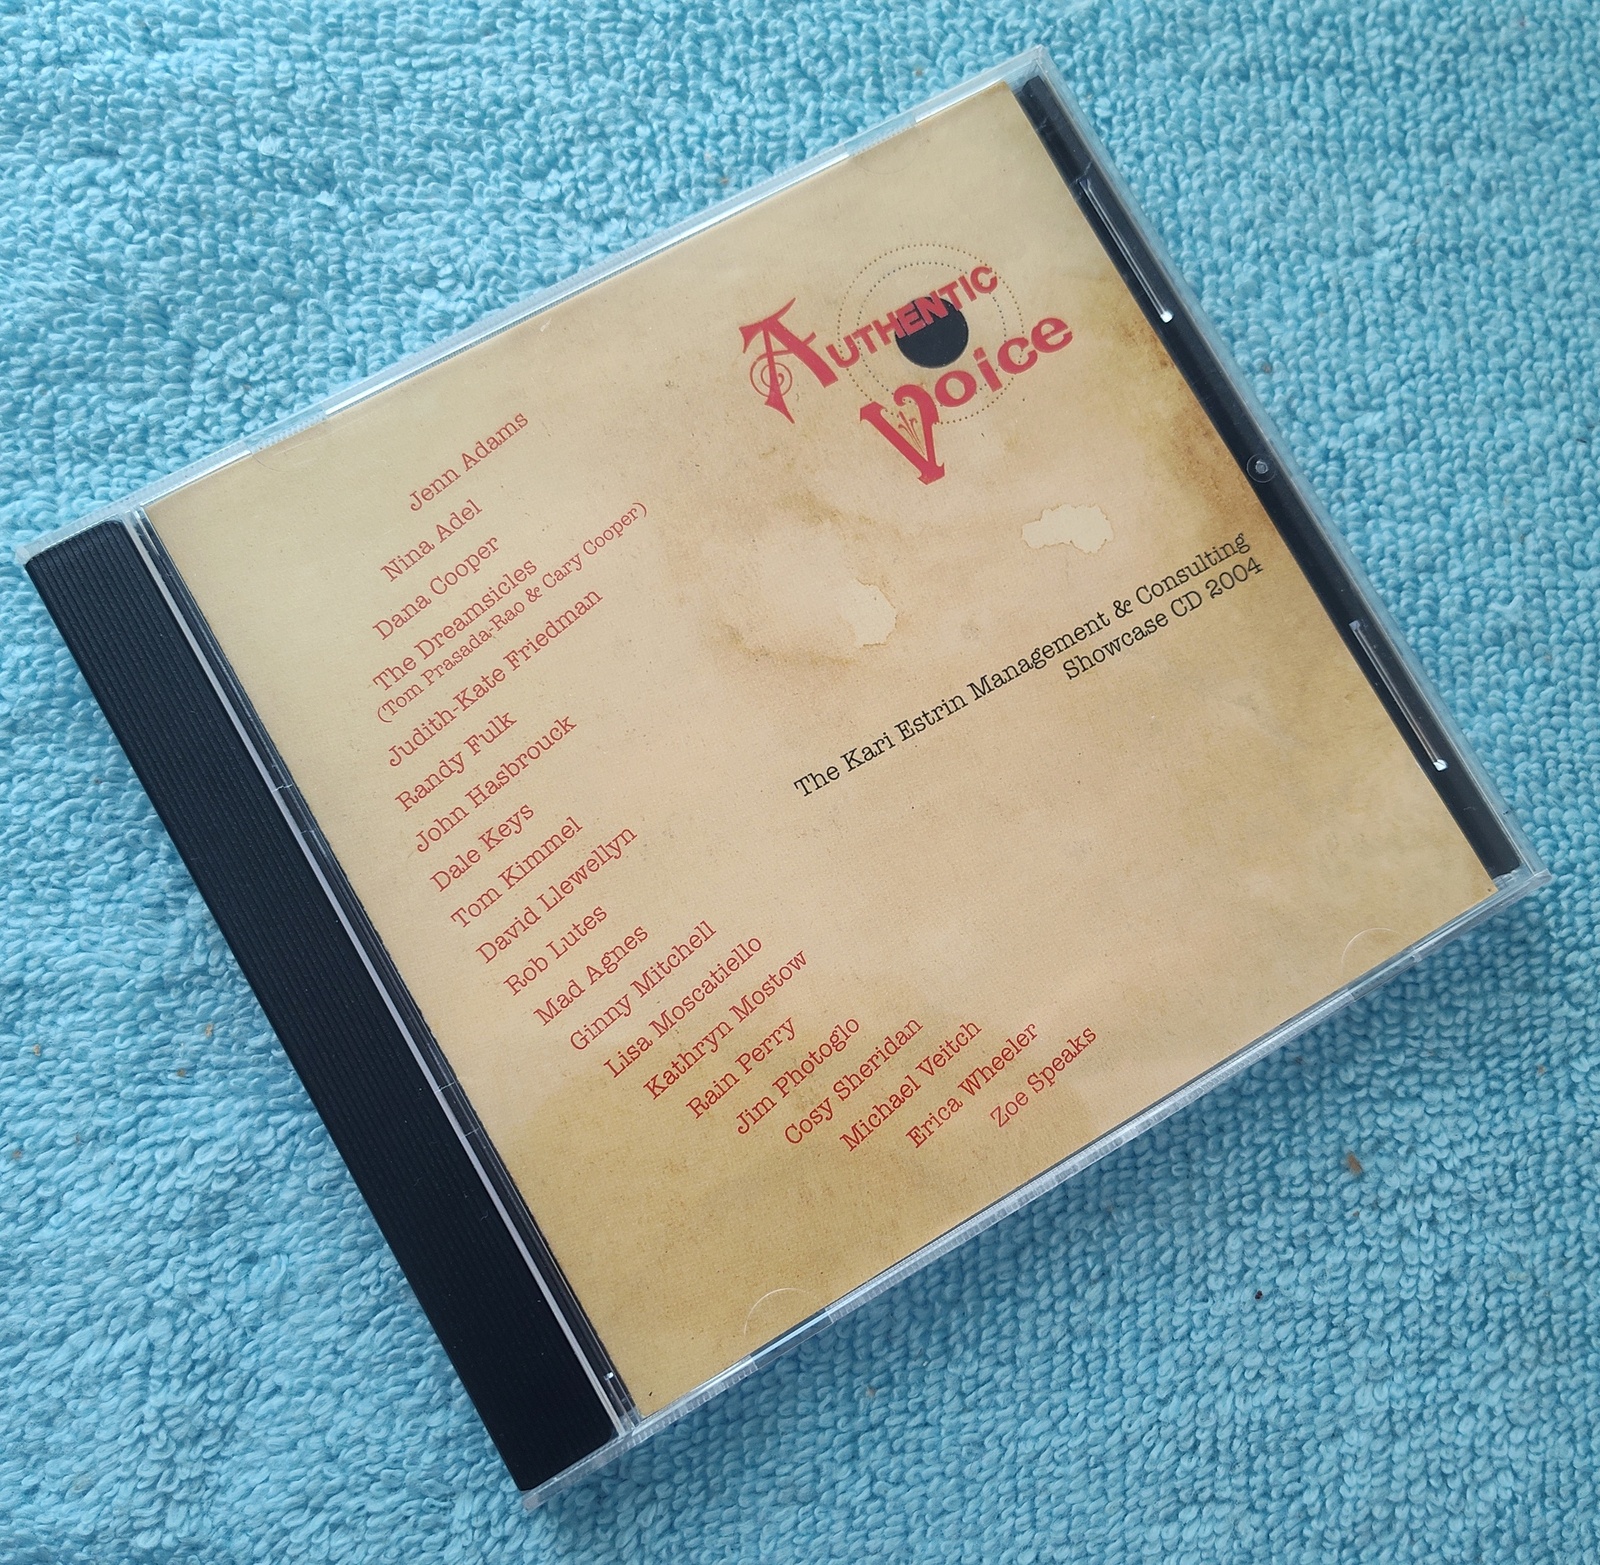 AUTHENTIC
Voice
The Kari Estrin Management & Consulting
Showcase CD 2004
Jenn Adams
Nina Adel
Dana Cooper
The Dreamsicles
(Tom Prasada-Rao & Cary Cooper)
Judith-Kate Friedman
Randy Fulk
John Hasbrouck
Dale Keys
Tom Kimmel
David Llewellyn
Rob Lutes
Mad Agnes
Ginny Mitchell
Lisa Moscatiello
Kathryn Mostow
Rain Perry
Jim Photoglo
Cosy Sheridan
Michael Veitch
Erica Wheeler
Zoe Speaks